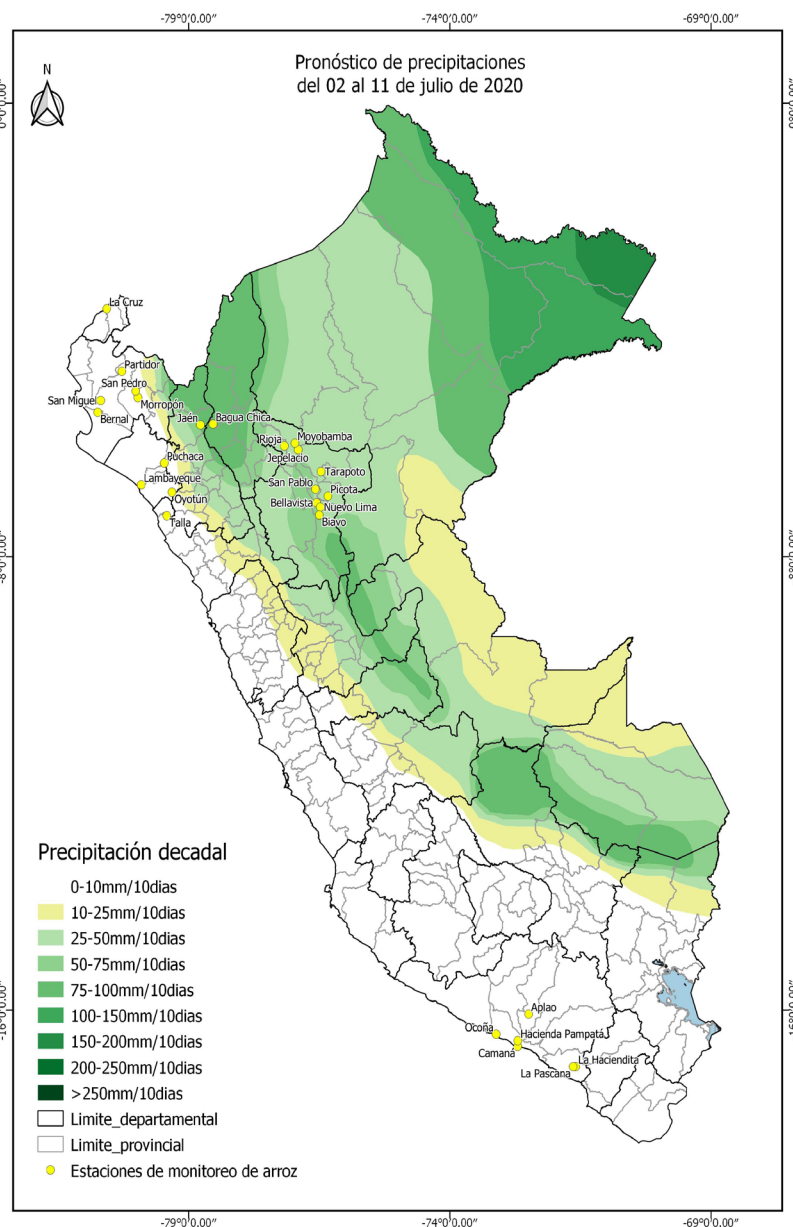 -79°0'0.00" -74°0'0.00" -69°0'0.00"
Pronóstico de precipitaciones
del 02 al 11 de julio de 2020
N
La Cruz
Partidor
San Pedro
San Miguel
Morropón
Bernal
Jaén
Bagua Chica
Rioja
Moyobamba
Jepelacio
Puchaca
Tarapoto
Lambayeque
San Pablo
Picota
Oyotún
Bellavista
Nuevo Lima
Talla
Biavo
-8°0'0.00"
Precipitación decadal
0-10mm/10dias
10-25mm/10dias
25-50mm/10dias
50-75mm/10dias
75-100mm/10dias
100-150mm/10dias
150-200mm/10dias
200-250mm/10dias
>250mm/10dias
Limite_departamental
Limite_provincial
Estaciones de monitoreo de arroz
Aplao
Ocoña
Hacienda Pampatá
Camaná
La Haciendita
La Pascana
-16°0'0.00"
-79°0'0.00" -74°0'0.00" -69°0'0.00"